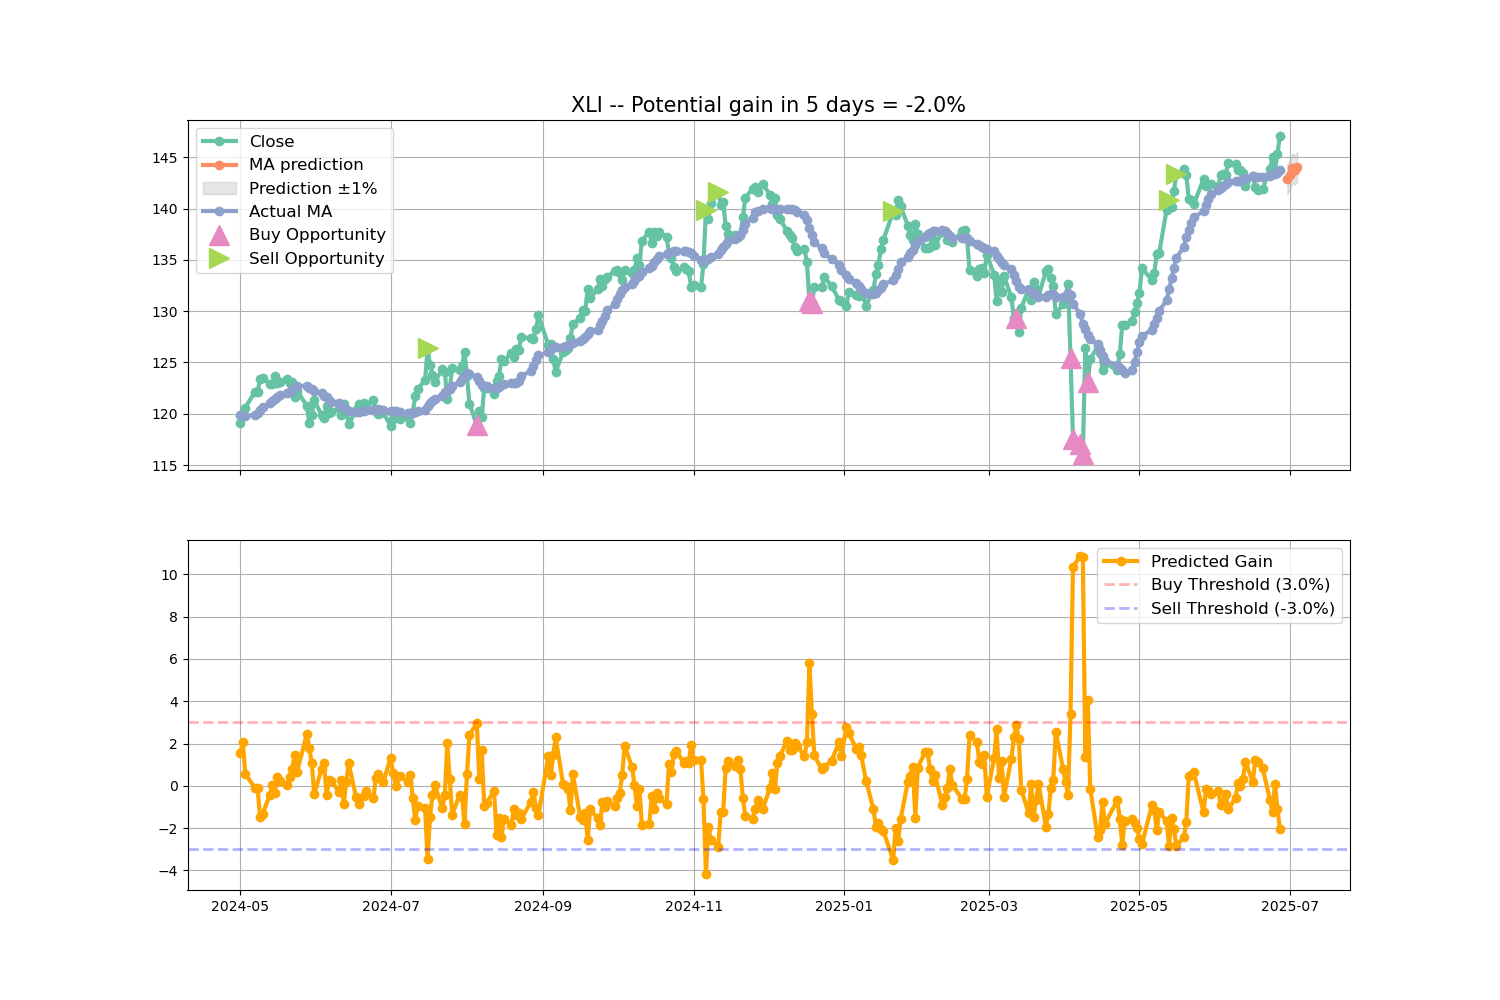 XLI -- Potential gain in 5 days = -2.0%
Close
MA prediction
Prediction ±1%
Actual MA
Buy Opportunity
Sell Opportunity
145
140
135
130
125
120
115
Predicted Gain
Buy Threshold (3.0%)
Sell Threshold (-3.0%)
10
8
6
4
2
0
−2
−4
2024-05
2024-07
2024-09
2024-11
2025-01
2025-03
2025-05
2025-07